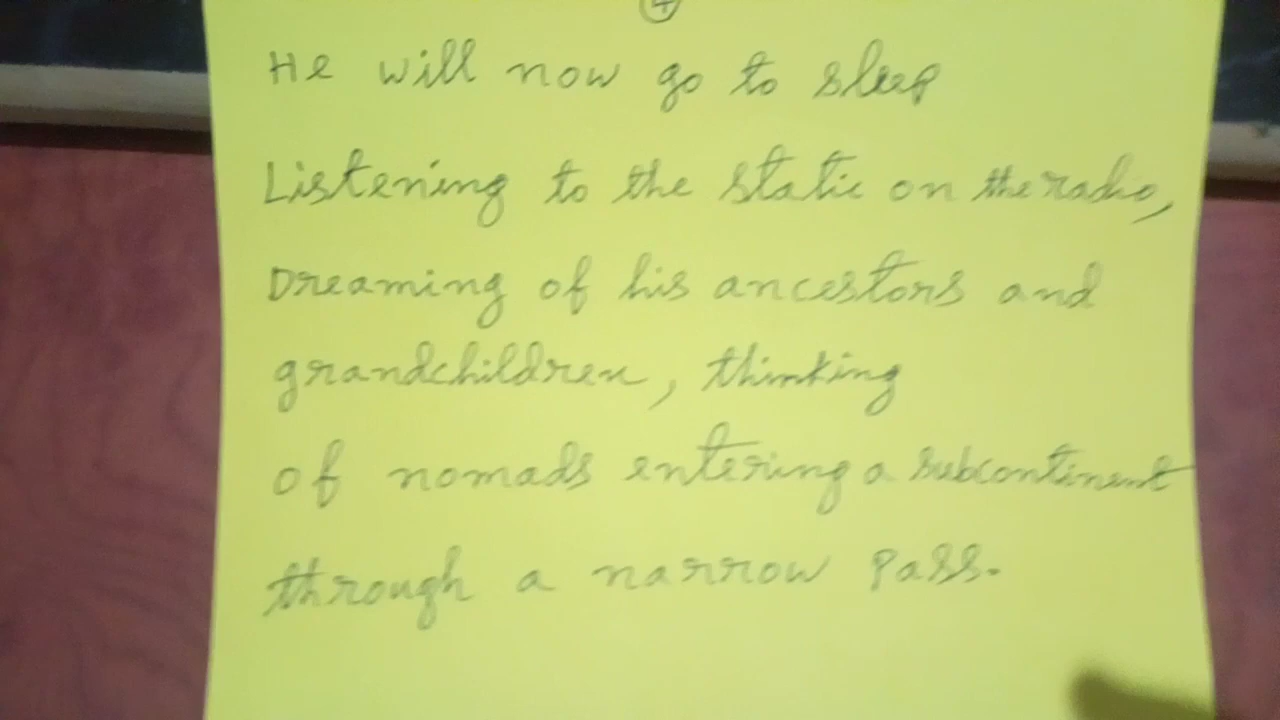 4
He will now go to sleep
Listening to the static on the radio,
Dreaming of his ancestors and
grandchildren, thinking
of nomads entering a subcontinent
through a narrow pass.